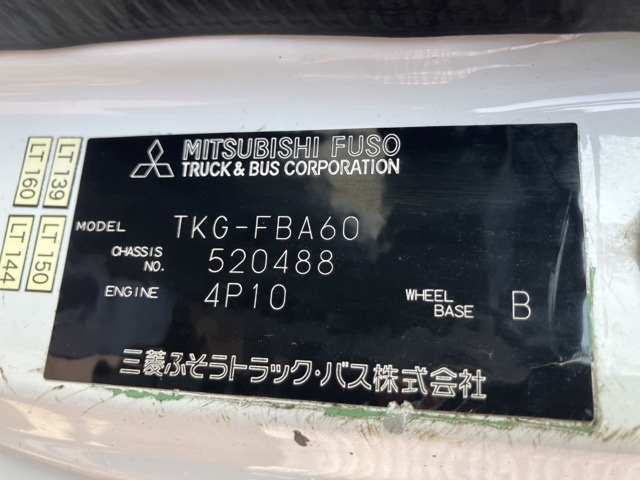 MITSUBISHI FUSO
TRUCK & BUS CORPORATION
MODEL TKG-FBA60
CHASSIS NO. 520488
ENGINE 4P10
WHEEL BASE B
三菱ふそうトラック・バス株式会社
LT 160
LT 139
LT 144
LT 150